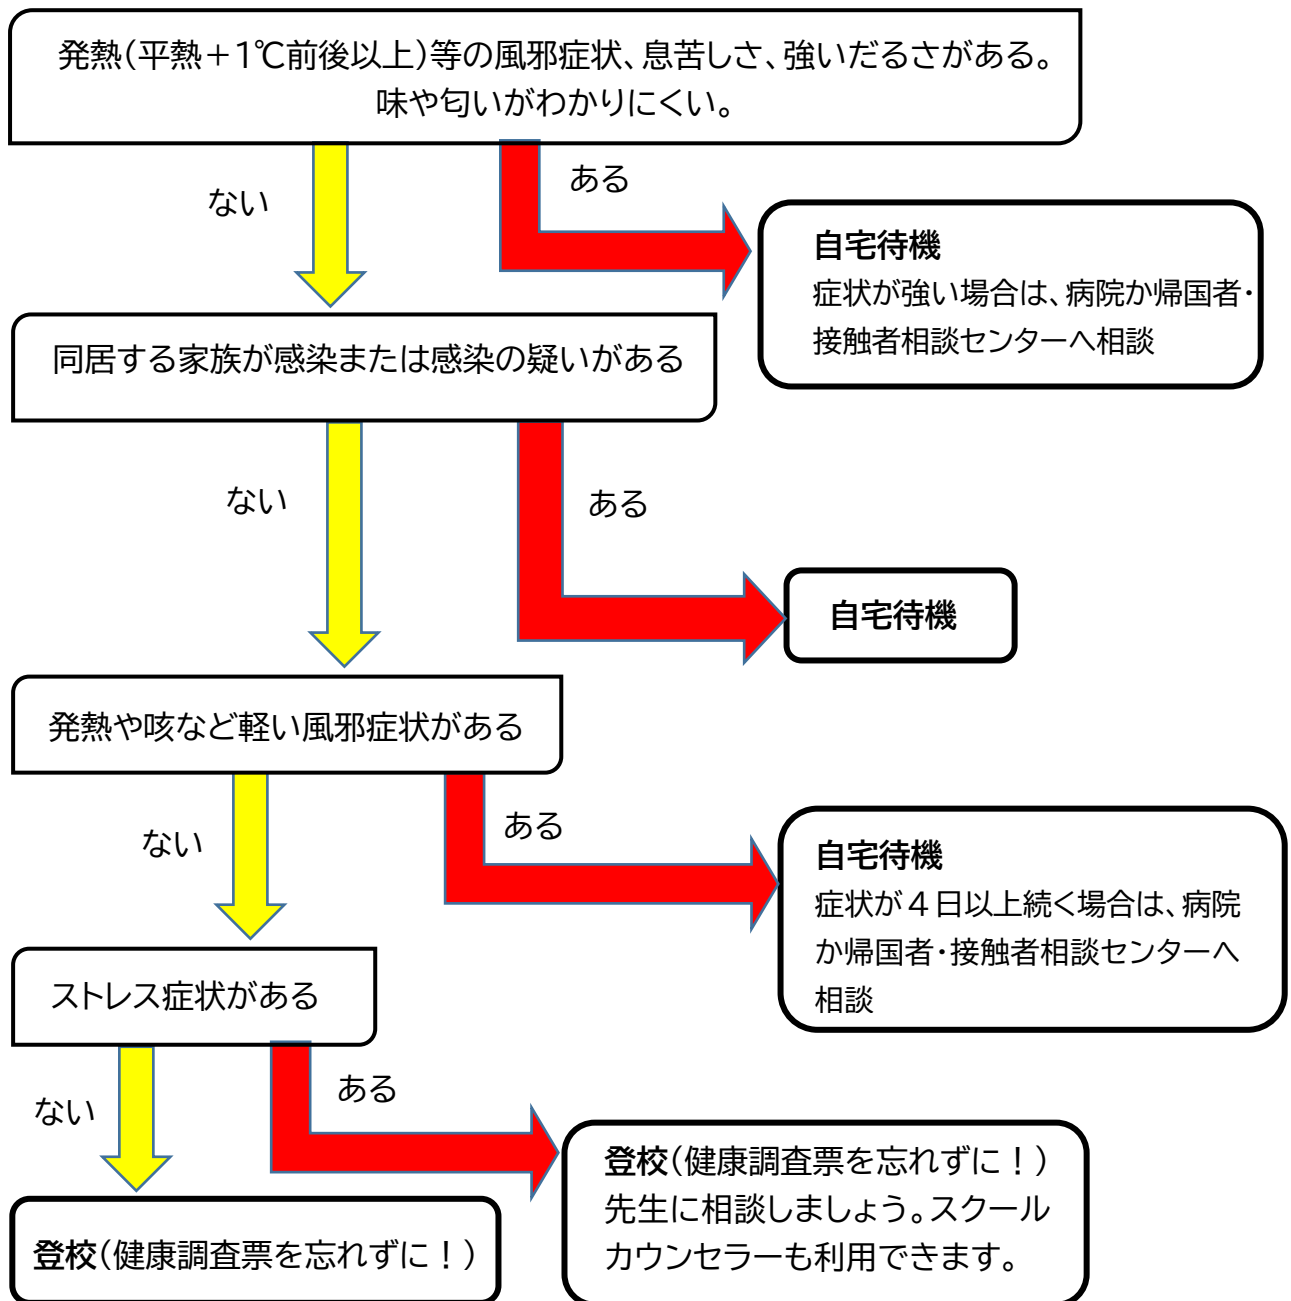 発熱(平熱+1℃前後以上)等の風邪症状、息苦しさ、強いだるさがある。
味や匂いがわかりにくい。
ない
ある
自宅待機
症状が強い場合は、病院か帰国者・
接触者相談センターへ相談
同居する家族が感染または感染の疑いがある
ない
ある
自宅待機
発熱や咳など軽い風邪症状がある
ない
ある
自宅待機
症状が4日以上続く場合は、病院
か帰国者・接触者相談センターへ
相談
ストレス症状がある
ない
ある
登校(健康調査票を忘れずに!)
先生に相談しましょう。スクール
カウンセラーも利用できます。
登校(健康調査票を忘れずに!)